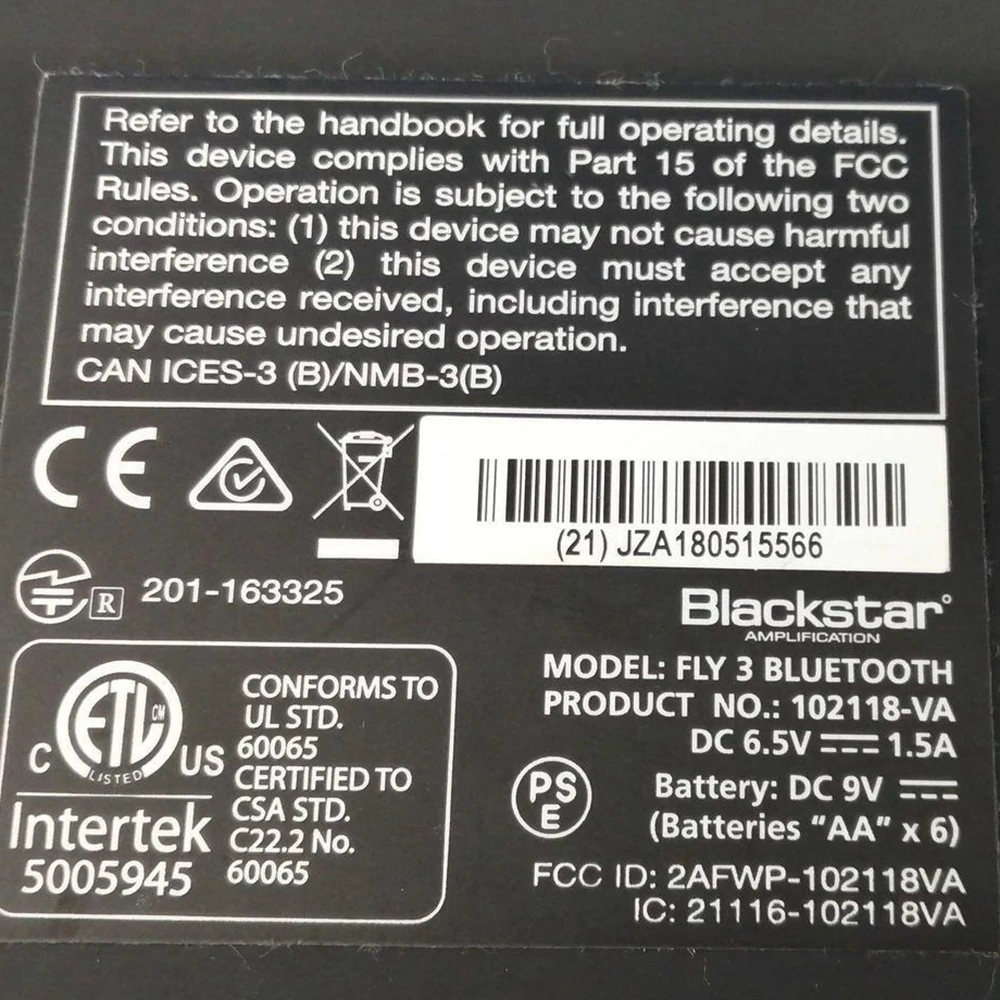 Refer to the handbook for full operating details.
This device complies with Part 15 of the FCC
Rules. Operation is subject to the following two
conditions: (1) this device may not cause harmful
interference (2) this device must accept any
interference received, including interference that
may cause undesired operation.
CAN ICES-3 (B)/NMB-3(B)
CE
(21) JZA180515566
R 201-163325
Blackstar
AMPLIFICATION
MODEL: FLY 3 BLUETOOTH
PRODUCT NO.: 102118-VA
DC 6.5V 1.5A
Battery: DC 9V
(Batteries “AA” x 6)
PS
E
FCC ID: 2AFWP-102118VA
IC: 21116-102118VA
ETL CM
LISTED
C US
Intertek
5005945
CONFORMS TO
UL STD.
60065
CERTIFIED TO
CSA STD.
C22.2 No.
60065